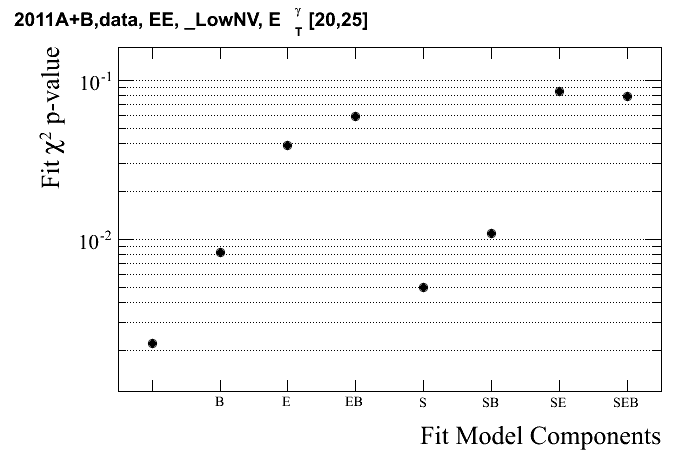 2011A+B,data, EE, _LowNV, E γ T [20,25]
Fit χ² p-value
10⁻¹
10⁻²
B E EB S SB SE SEB
Fit Model Components